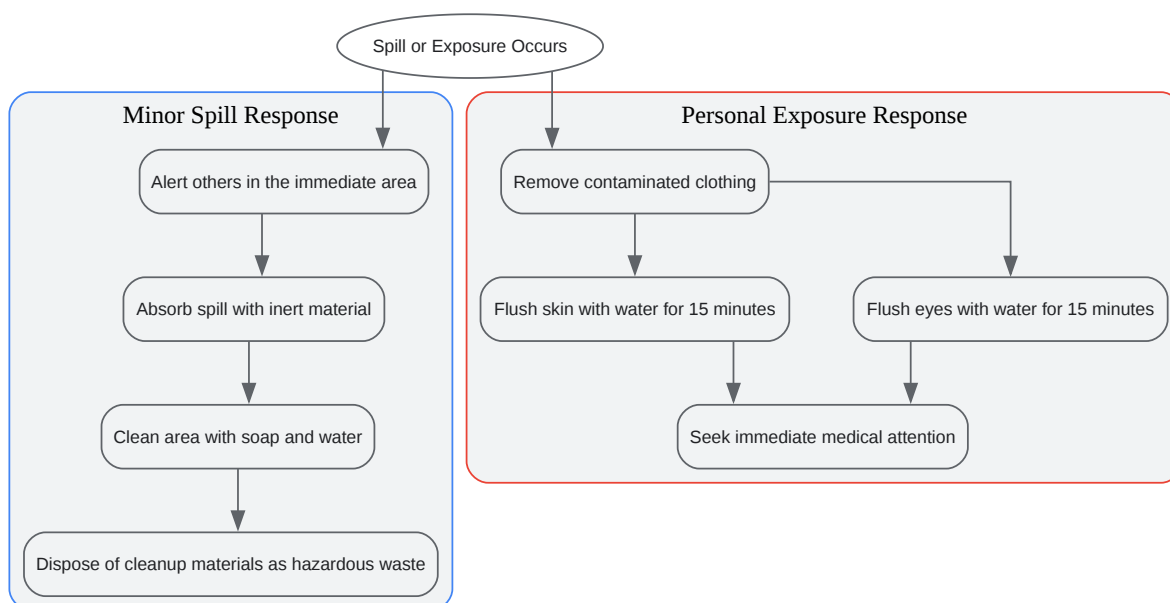 Spill or Exposure Occurs
Minor Spill Response
Alert others in the immediate area
Absorb spill with inert material
Clean area with soap and water
Dispose of cleanup materials as hazardous waste
Personal Exposure Response
Remove contaminated clothing
Flush skin with water for 15 minutes
Flush eyes with water for 15 minutes
Seek immediate medical attention